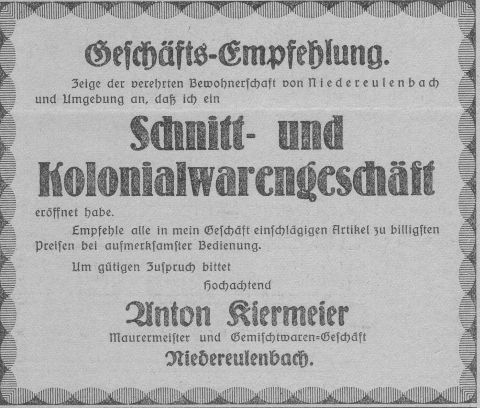 Geschäfts-Empfehlung.
Zeige der verehrten Bewohnerschaft von Niedereulenbach
und Umgebung an, daß ich ein
Schnitt- und
Kolonialwarengeschäft
eröffnet habe.
Empfehle alle in mein Geschäft einschlägigen Artikel zu billigsten
Preisen bei aufmerksamster Bedienung.
Um gütigen Zuspruch bittet
Hochachtend
Anton Kiermeier
Maurermeister und Gemischtwaren-Geschäft
Niedereulenbach.